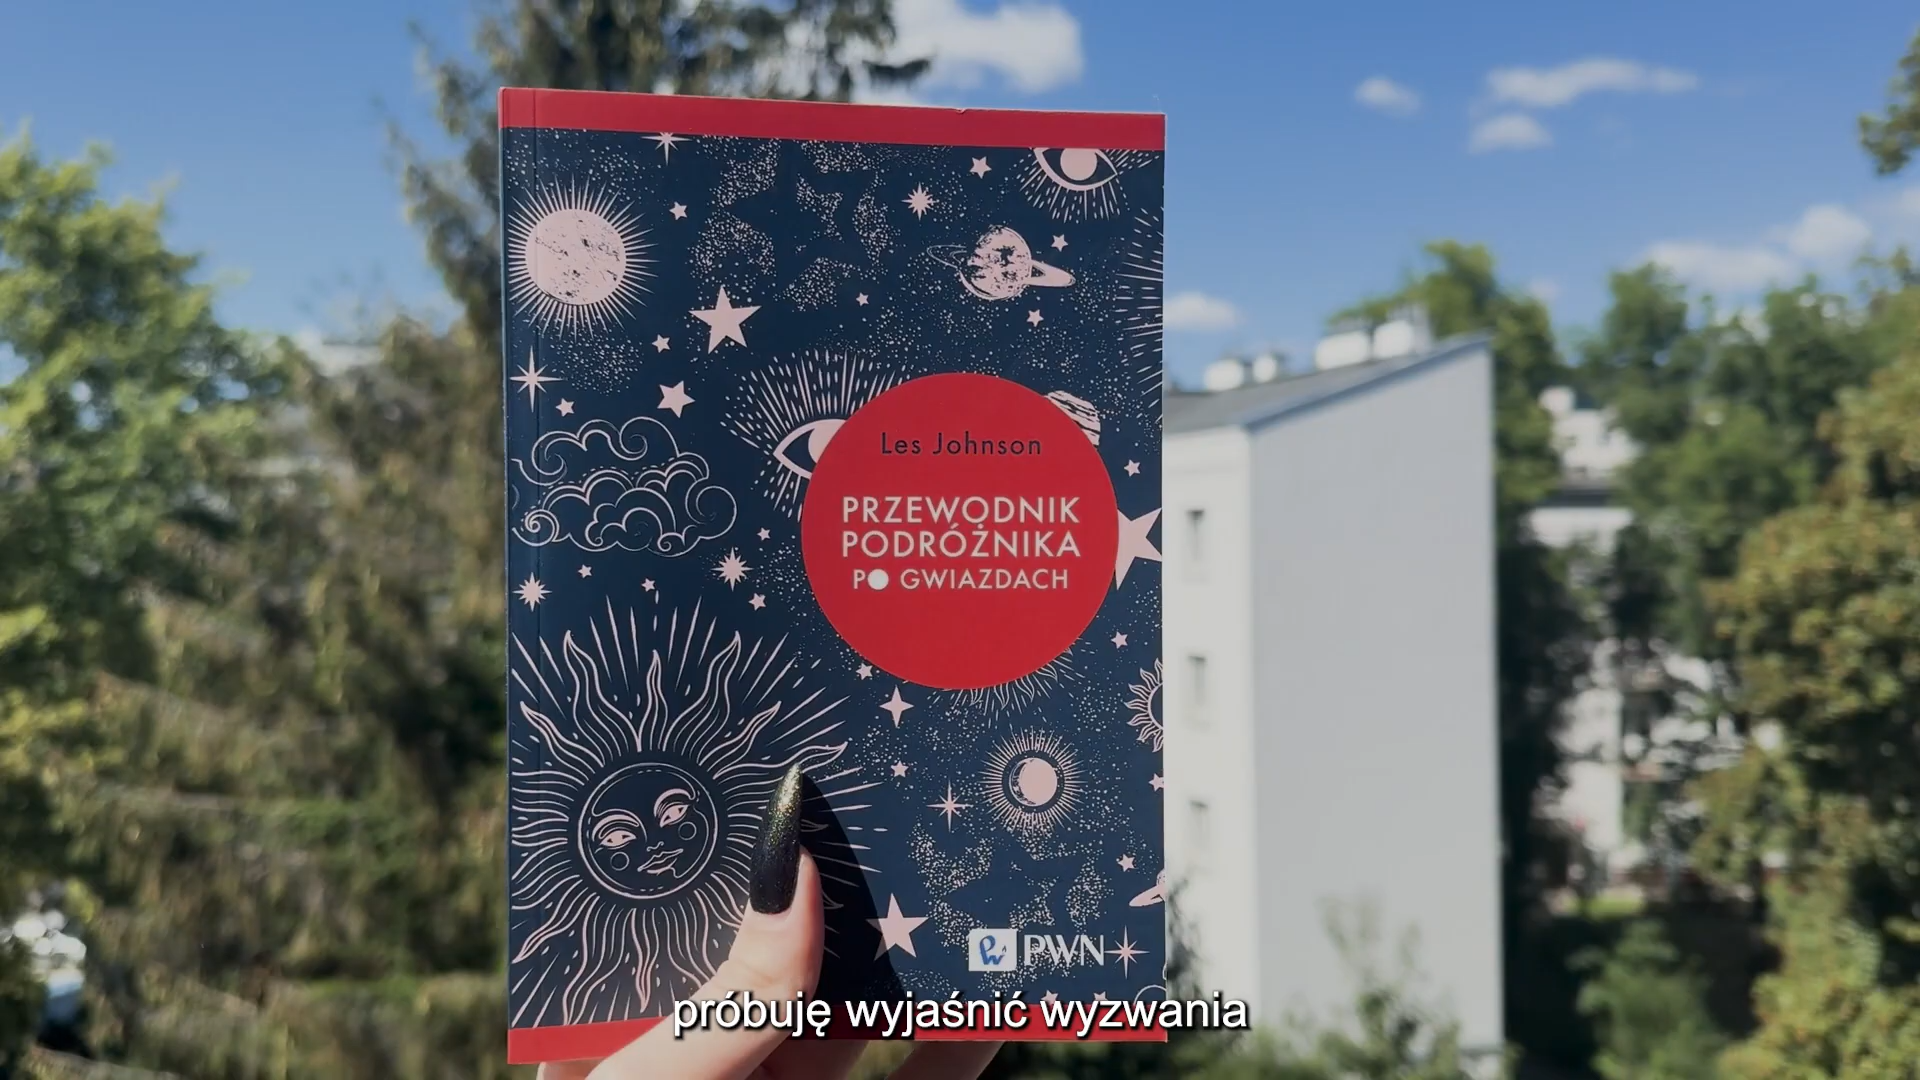 Les Johnson
PRZEWODNIK
PODRÓŻNIKA
PO GWIAZDACH
PWN
próbuję wyjaśnić wyzwania